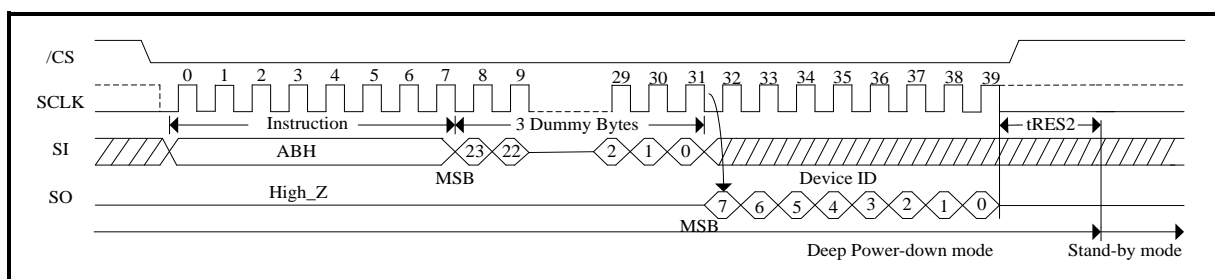 /CS
0 1 2 3 4 5 6 7 8 9 29 30 31 32 33 34 35 36 37 38 39
SCLK
Instruction 3 Dummy Bytes tRES2
SI ABH 23 22 2 1 0
MSB Device ID
SO High_Z 7 6 5 4 3 2 1 0
MSB
Deep Power-down mode Stand-by mode